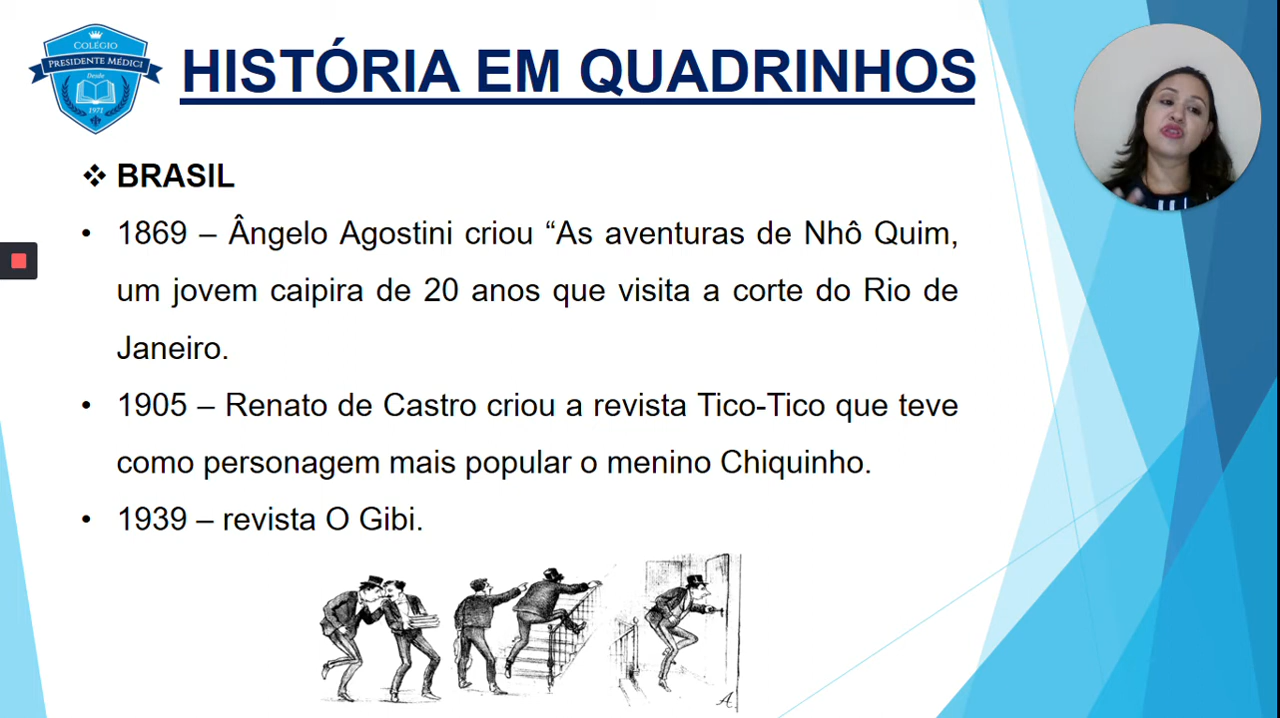 COLÉGIO
PRESIDENTE MÉDICI
Desde
1971
HISTÓRIA EM QUADRINHOS
❖ BRASIL
• 1869 – Ângelo Agostini criou “As aventuras de Nhô Quim,
um jovem caipira de 20 anos que visita a corte do Rio de
Janeiro.
• 1905 – Renato de Castro criou a revista Tico-Tico que teve
como personagem mais popular o menino Chiquinho.
• 1939 – revista O Gibi.
A